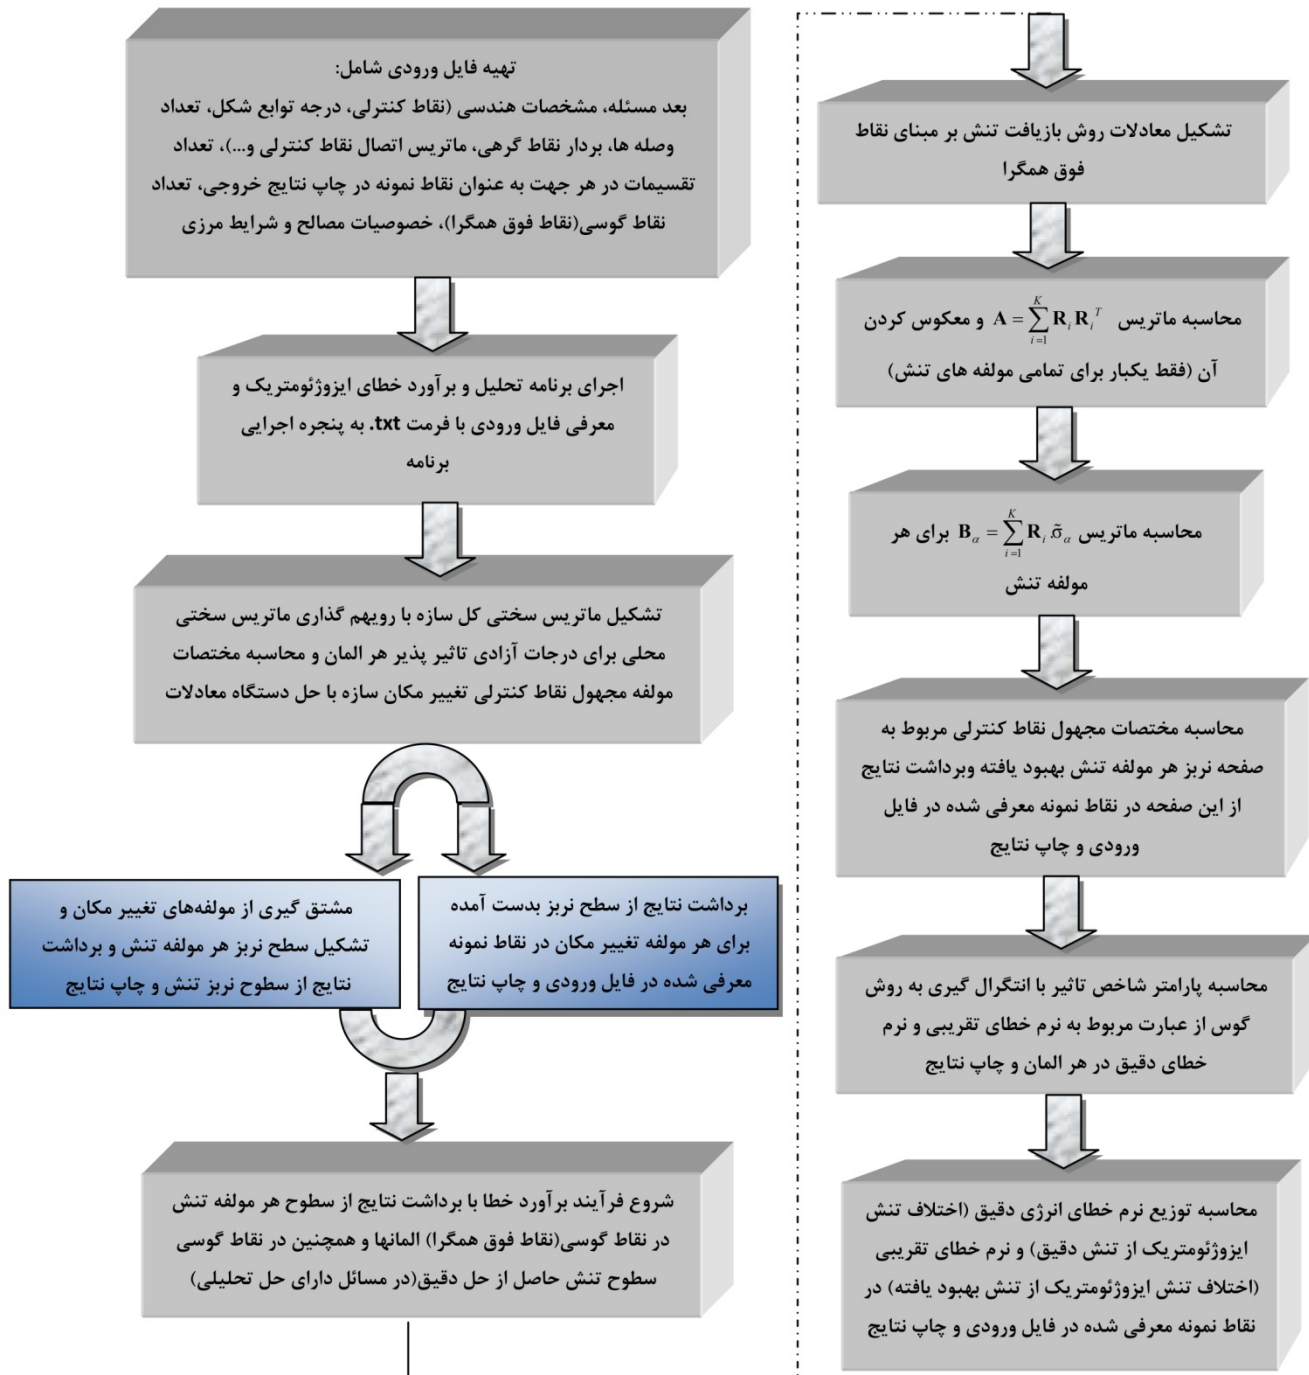 تهیه فایل ورودی شامل:
بعد مسئله، مشخصات هندسی (نقاط کنترلی، درجه توابع شکل، تعداد
وصله ها، بردار نقاط گرهی، ماتریس اتصال نقاط کنترلی و...)، تعداد
تقسیمات در هر جهت به عنوان نقاط نمونه در چاپ نتایج خروجی، تعداد
نقاط گوسی(نقاط فوق همگرا)، خصوصیات مصالح و شرایط مرزی
اجرای برنامه تحلیل و برآورد خطای ایزوژئومتریک و
معرفی فایل ورودی با فرمت txt. به پنجره اجرایی
برنامه
تشکیل ماتریس سختی کل سازه با رویهم گذاری ماتریس سختی
محلی برای درجات آزادی تاثیر پذیر هر المان و محاسبه مختصات
مولفه مجهول نقاط کنترلی تغییر مکان سازه با حل دستگاه معادلات
برداشت نتایج از سطح نربز بدست آمده
برای هر مولفه تغییر مکان در نقاط نمونه
معرفی شده در فایل ورودی و چاپ نتایج
مشتق گیری از مولفه‌های تغییر مکان و
تشکیل سطح نربز هر مولفه تنش و برداشت
نتایج از سطوح نربز تنش و چاپ نتایج
شروع فرآیند برآورد خطا با برداشت نتایج از سطوح هر مولفه تنش
در نقاط گوسی(نقاط فوق همگرا) المانها و همچنین در نقاط گوسی
سطوح تنش حاصل از حل دقیق(در مسائل دارای حل تحلیلی)
تشکیل معادلات روش بازیافت تنش بر مبنای نقاط
فوق همگرا
محاسبه ماتریس $\mathbf{A} = \sum_{i=1}^{K} \mathbf{R}_i \mathbf{R}_i^T$ و معکوس کردن
آن (فقط یکبار برای تمامی مولفه های تنش)
محاسبه ماتریس $\mathbf{B}_\alpha = \sum_{i=1}^{K} \mathbf{R}_i . \tilde{\sigma}_\alpha$ برای هر
مولفه تنش
محاسبه مختصات مجهول نقاط کنترلی مربوط به
صفحه نربز هر مولفه تنش بهبود یافته وبرداشت نتایج
از این صفحه در نقاط نمونه معرفی شده در فایل
ورودی و چاپ نتایج
محاسبه پارامتر شاخص تاثیر با انتگرال گیری به روش
گوس از عبارت مربوط به نرم خطای تقریبی و نرم
خطای دقیق در هر المان و چاپ نتایج
محاسبه توزیع نرم خطای انرژی دقیق (اختلاف تنش
ایزوژئومتریک از تنش دقیق) و نرم خطای تقریبی
(اختلاف تنش ایزوژئومتریک از تنش بهبود یافته) در
نقاط نمونه معرفی شده در فایل ورودی و چاپ نتایج